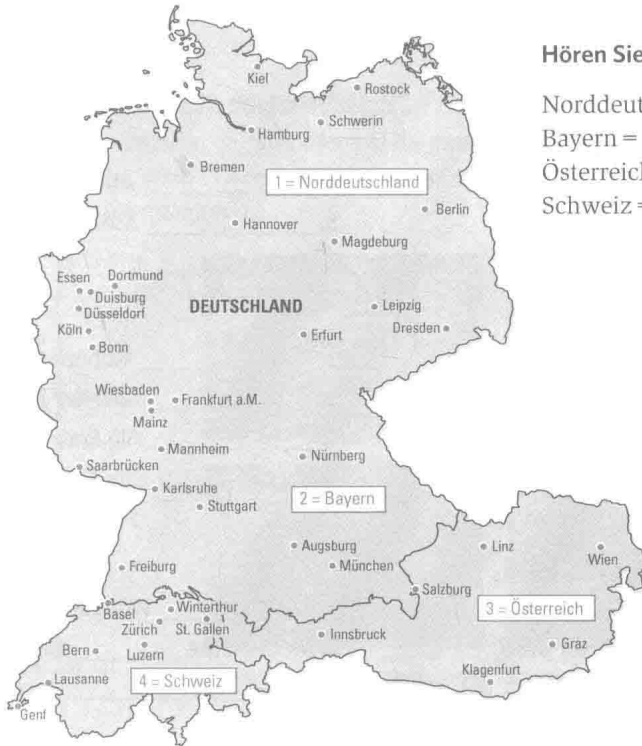 Hören Sie
Norddeut
Bayern =
Österreich
Schweiz =
Kiel
Rostock
Schwerin
Hamburg
Bremen
1 = Norddeutschland
Berlin
Hannover
Magdeburg
Essen
Dortmund
Duisburg
Düsseldorf
DEUTSCHLAND
Leipzig
Köln
Erfurt
Dresden
Bonn
Wiesbaden
Frankfurt a.M.
Mainz
Mannheim
Nürnberg
Saarbrücken
Karlsruhe
2 = Bayern
Stuttgart
Augsburg
Linz
Wien
Freiburg
München
Salzburg
Basel
Winterthur
3 = Österreich
Zürich
St. Gallen
Innsbruck
Bern
Luzern
Graz
Lausanne
4 = Schweiz
Klagenfurt
Genf